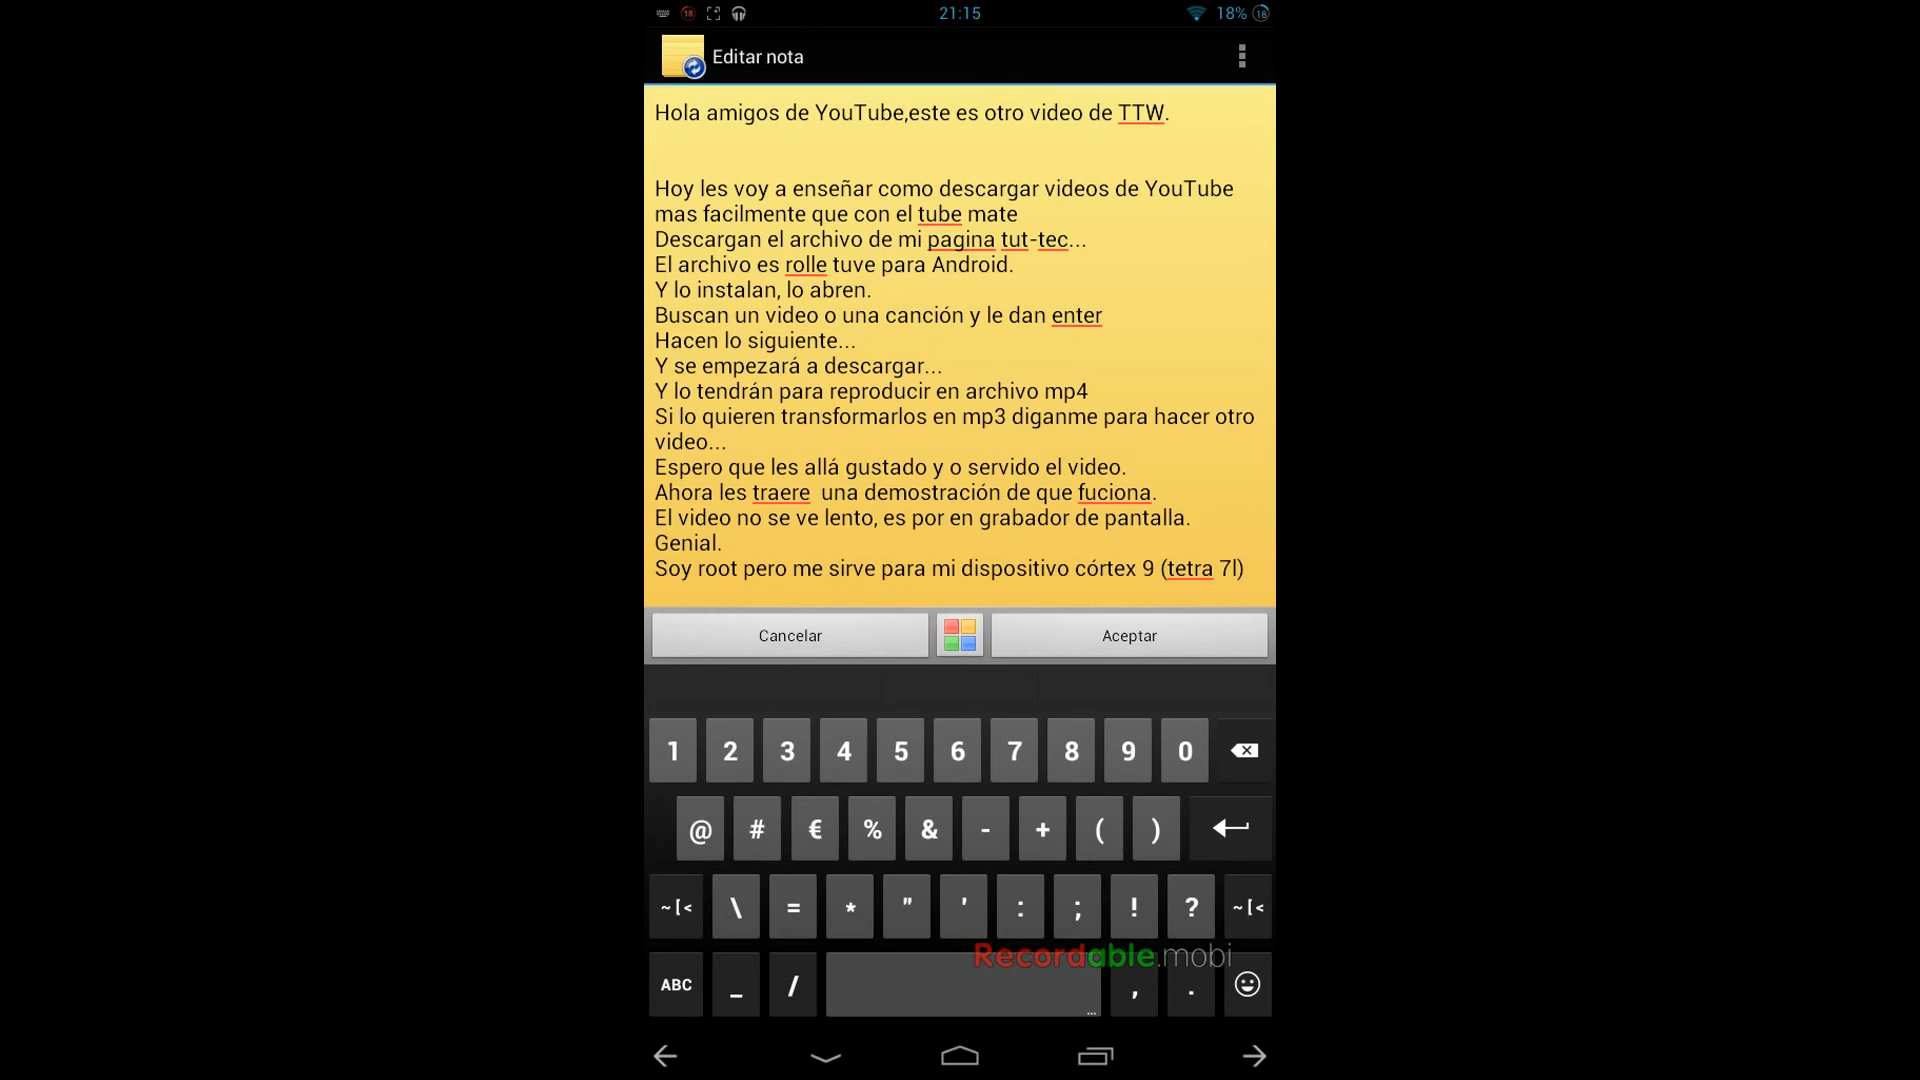 18 21:15 18% 18
Editar nota
Hola amigos de YouTube,este es otro video de TTW.
Hoy les voy a enseñar como descargar videos de YouTube
mas facilmente que con el tube mate
Descargan el archivo de mi pagina tut-tec...
El archivo es rolle tuve para Android.
Y lo instalan, lo abren.
Buscan un video o una canción y le dan enter
Hacen lo siguiente...
Y se empezará a descargar...
Y lo tendrán para reproducir en archivo mp4
Si lo quieren transformarlos en mp3 diganme para hacer otro
video...
Espero que les allá gustado y o servido el video.
Ahora les traere  una demostración de que fuciona.
El video no se ve lento, es por en grabador de pantalla.
Genial.
Soy root pero me sirve para mi dispositivo córtex 9 (tetra 7l)
Cancelar Aceptar
1 2 3 4 5 6 7 8 9 0
@ # € % & - + ( )
~[< \ = * " ' : ; ! ? ~[<
Recordable.mobi
ABC _ / ... , .